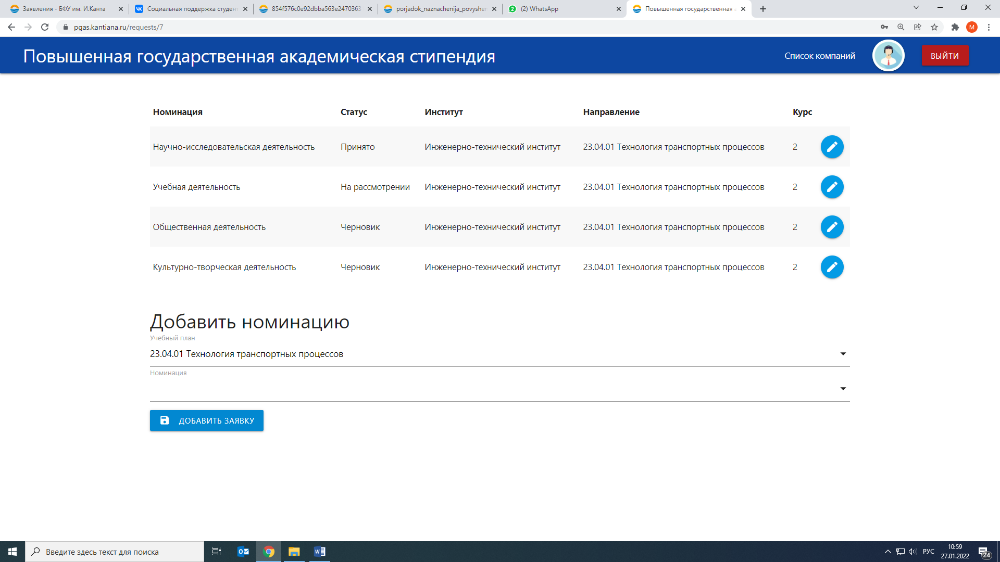 Заявления - БФУ им. И.Канта
Социальная поддержка студент
854f576c0e92dbba563e2470363
porjadok_naznachenija_povysher
(2) WhatsApp
Повышенная государственная
pgas.kantiana.ru/requests/7
M
Повышенная государственная академическая стипендия
Список компаний
ВЫЙТИ
Номинация Статус Институт Направление Курс
Научно-исследовательская деятельность Принято Инженерно-технический институт 23.04.01 Технология транспортных процессов 2
Учебная деятельность На рассмотрении Инженерно-технический институт 23.04.01 Технология транспортных процессов 2
Общественная деятельность Черновик Инженерно-технический институт 23.04.01 Технология транспортных процессов 2
Культурно-творческая деятельность Черновик Инженерно-технический институт 23.04.01 Технология транспортных процессов 2
Добавить номинацию
Учебный план
23.04.01 Технология транспортных процессов
Номинация
ДОБАВИТЬ ЗАЯВКУ
Введите здесь текст для поиска
РУС
10:59
27.01.2022
24